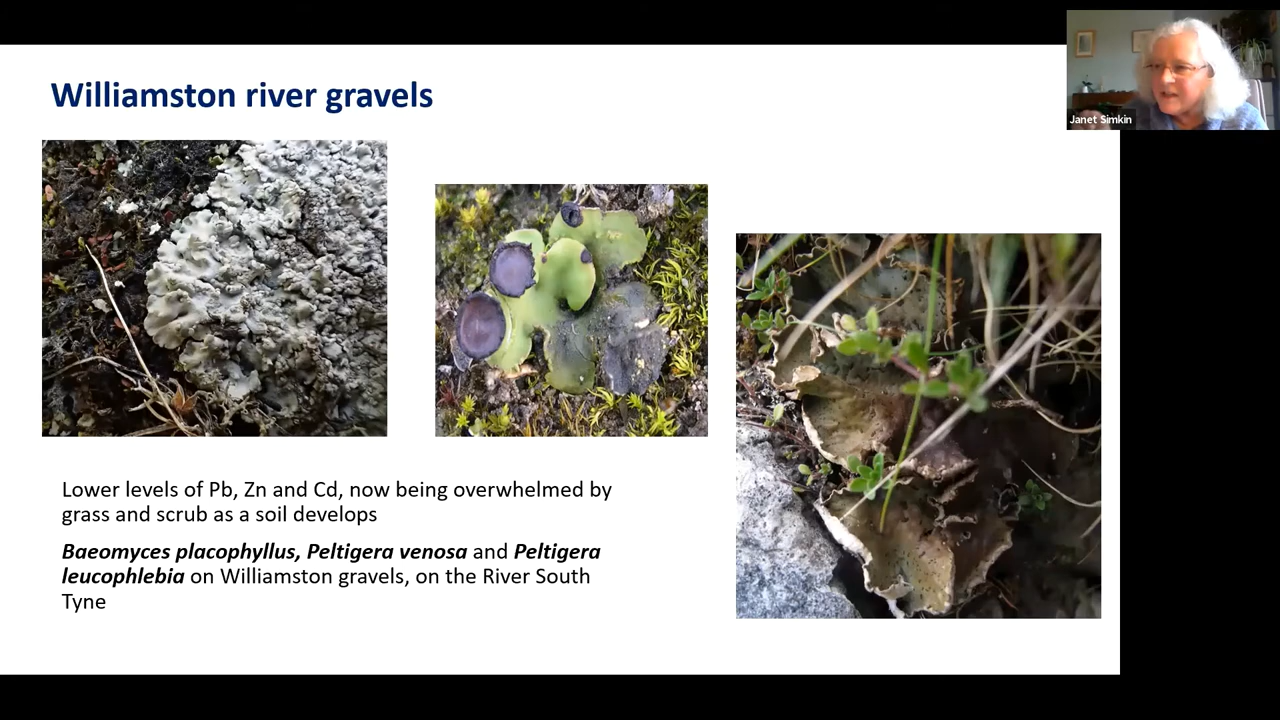 Williamston river gravels
Janet Simkin
Lower levels of Pb, Zn and Cd, now being overwhelmed by
grass and scrub as a soil develops
Baeomyces placophyllus, Peltigera venosa and Peltigera
leucophlebia on Williamston gravels, on the River South
Tyne